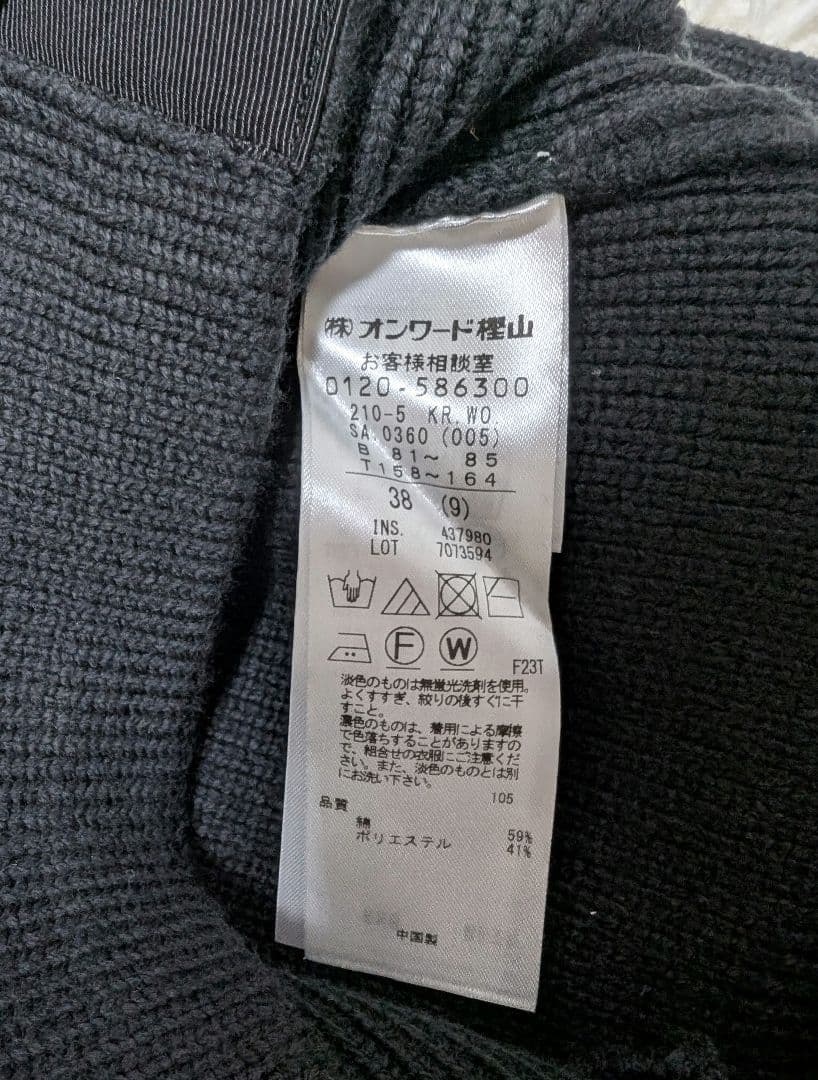 (株)オンワード樫山
お客様相談室
0120-586300
210-5 KR.WO.
SA.0360 (005)
B 81～ 85
T158～164
38 (9)
INS. 437980
LOT 7073594
F W
F23T
淡色のものは無蛍光洗剤を使用。
よくすすぎ、絞りの後すぐに干
すこと。
濃色のものは、着用による摩擦
で色落ちすることがありますの
で、組合せの衣服にご注意くだ
さい。また、淡色のものとは別
にお洗い下さい。
105
品質
綿 59%
ポリエステル 41%
中国製